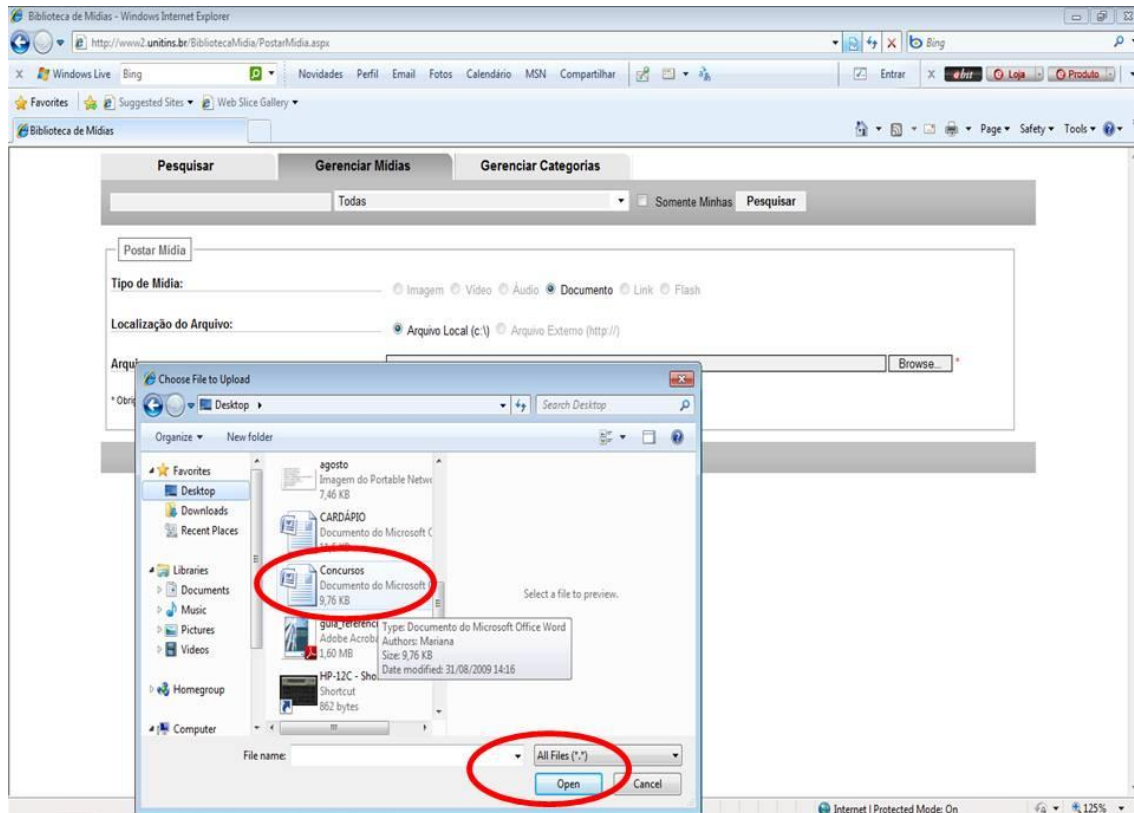 Biblioteca de Mídias - Windows Internet Explorer
http://www2.unitins.br/BibliotecaMidia/PostarMidia.aspx
Bing
X Windows Live Bing Novidades Perfil Email Fotos Calendário MSN Compartilhar Entrar X ebit Loja Produto
Favorites Suggested Sites Web Slice Gallery
Biblioteca de Mídias Page Safety Tools
Pesquisar Gerenciar Mídias Gerenciar Categorias
Todas Somente Minhas Pesquisar
Postar Mídia
Tipo de Mídia: Imagem Vídeo Áudio Documento Link Flash
Localização do Arquivo: Arquivo Local (c:\) Arquivo Externo (http://)
Browse... *
Choose File to Upload
Desktop Search Desktop
Organize New folder
Favorites
Desktop
Downloads
Recent Places
Libraries
Documents
Music
Pictures
Videos
Homegroup
Computer
agosto
Imagem do Portable
7,46 KB
CARDÁPIO
Documento do Microsoft
Concursos
Documento do Microsoft
9,76 KB
Adobe
1,60 MB
HP-12C -
Shortcut
862 bytes
Type: Documento do Microsoft Office Word
Authors: Mariana
Size: 9,76 KB
Date modified: 31/08/2009 14:16
Select a file to preview.
File name: All Files (*.*)
Open Cancel
Internet | Protected Mode: On 125%